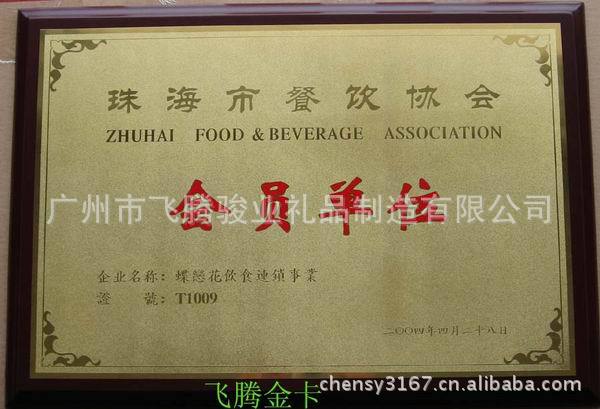 珠海市餐饮协会
ZHUHAI FOOD & BEVERAGE ASSOCIATION
会员单位
广州市飞腾骏业礼品制造有限公司
企业名称：蝶戀花飲食連鎖事業
證 號：T1009
二〇〇四年四月二十八日
飞腾金卡
chensy3167.cn.alibaba.com